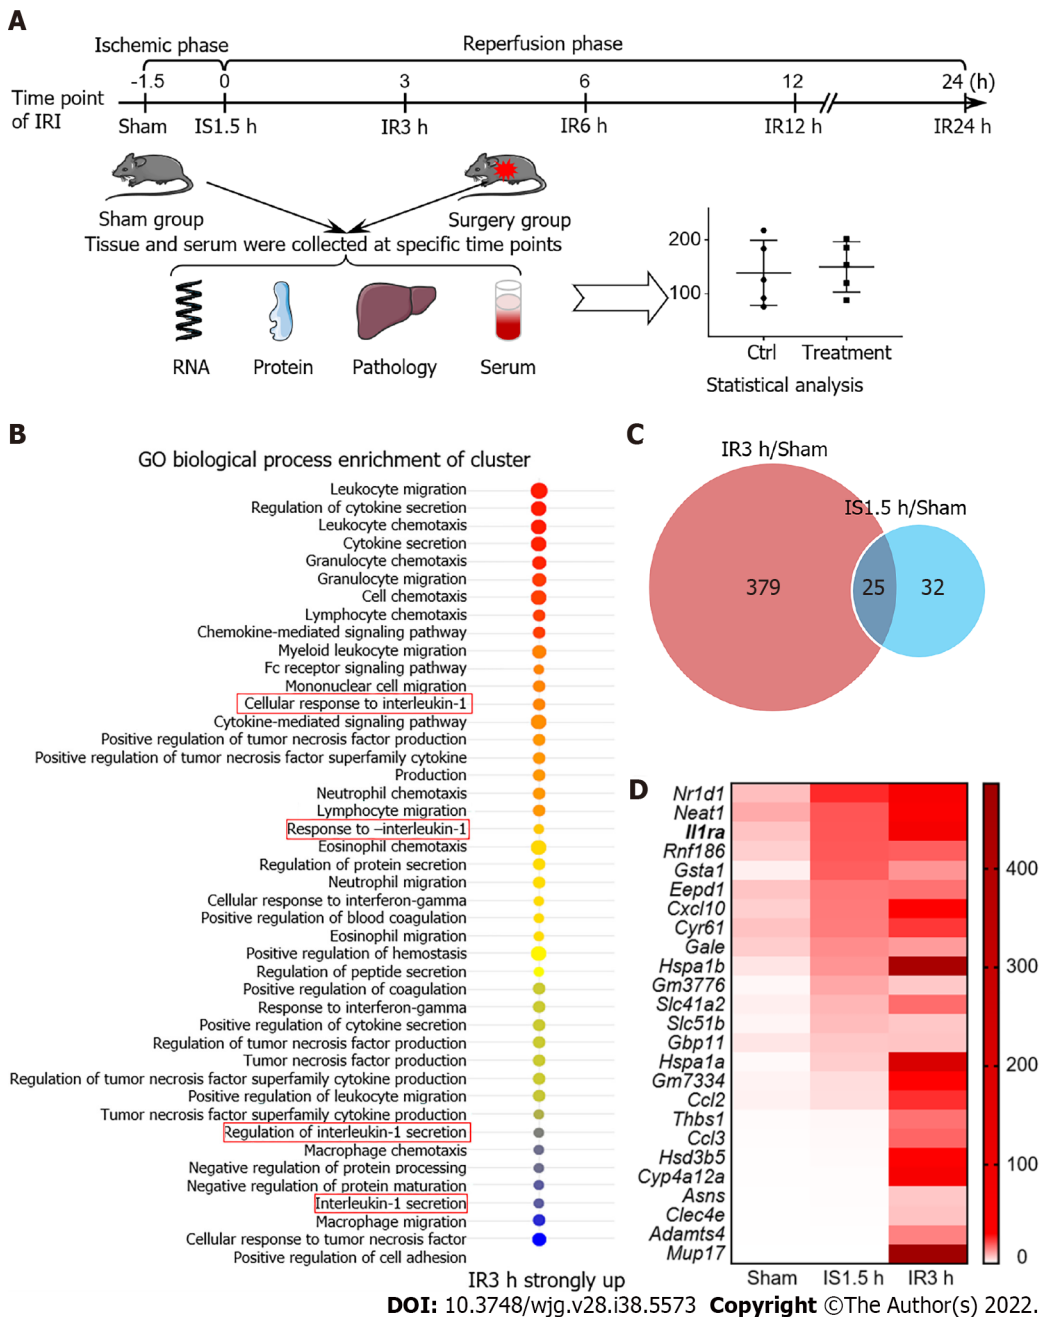 A
Ischemic phase
Reperfusion phase
-1.5 0 3 6 12 24 (h)
Time point
of IRI
Sham IS1.5 h IR3 h IR6 h IR12 h IR24 h
Sham group
Surgery group
Tissue and serum were collected at specific time points
RNA Protein Pathology Serum
200
100
Ctrl Treatment
Statistical analysis
B
GO biological process enrichment of cluster
Leukocyte migration
Regulation of cytokine secretion
Leukocyte chemotaxis
Cytokine secretion
Granulocyte chemotaxis
Granulocyte migration
Cell chemotaxis
Lymphocyte chemotaxis
Chemokine-mediated signaling pathway
Myeloid leukocyte migration
Fc receptor signaling pathway
Mononuclear cell migration
Cellular response to interleukin-1
Cytokine-mediated signaling pathway
Positive regulation of tumor necrosis factor production
Positive regulation of tumor necrosis factor superfamily cytokine
Production
Neutrophil chemotaxis
Lymphocyte migration
Response to –interleukin-1
Eosinophil chemotaxis
Regulation of protein secretion
Neutrophil migration
Cellular response to interferon-gamma
Positive regulation of blood coagulation
Eosinophil migration
Positive regulation of hemostasis
Regulation of peptide secretion
Positive regulation of coagulation
Response to interferon-gamma
Positive regulation of cytokine secretion
Regulation of tumor necrosis factor production
Tumor necrosis factor production
Regulation of tumor necrosis factor superfamily cytokine production
Positive regulation of leukocyte migration
Tumor necrosis factor superfamily cytokine production
Regulation of interleukin-1 secretion
Macrophage chemotaxis
Negative regulation of protein processing
Negative regulation of protein maturation
Interleukin-1 secretion
Macrophage migration
Cellular response to tumor necrosis factor
Positive regulation of cell adhesion
IR3 h strongly up
C
IR3 h/Sham
IS1.5 h/Sham
379 25 32
D
Nr1d1
Neat1
Il1ra
Rnf186
Gsta1
Eepd1
Cxcl10
Cyr61
Gale
Hspa1b
Gm3776
Slc41a2
Slc51b
Gbp11
Hspa1a
Gm7334
Ccl2
Thbs1
Ccl3
Hsd3b5
Cyp4a12a
Asns
Clec4e
Adamts4
Mup17
Sham IS1.5 h IR3 h
400
300
200
100
0
DOI: 10.3748/wjg.v28.i38.5573 Copyright ©The Author(s) 2022.